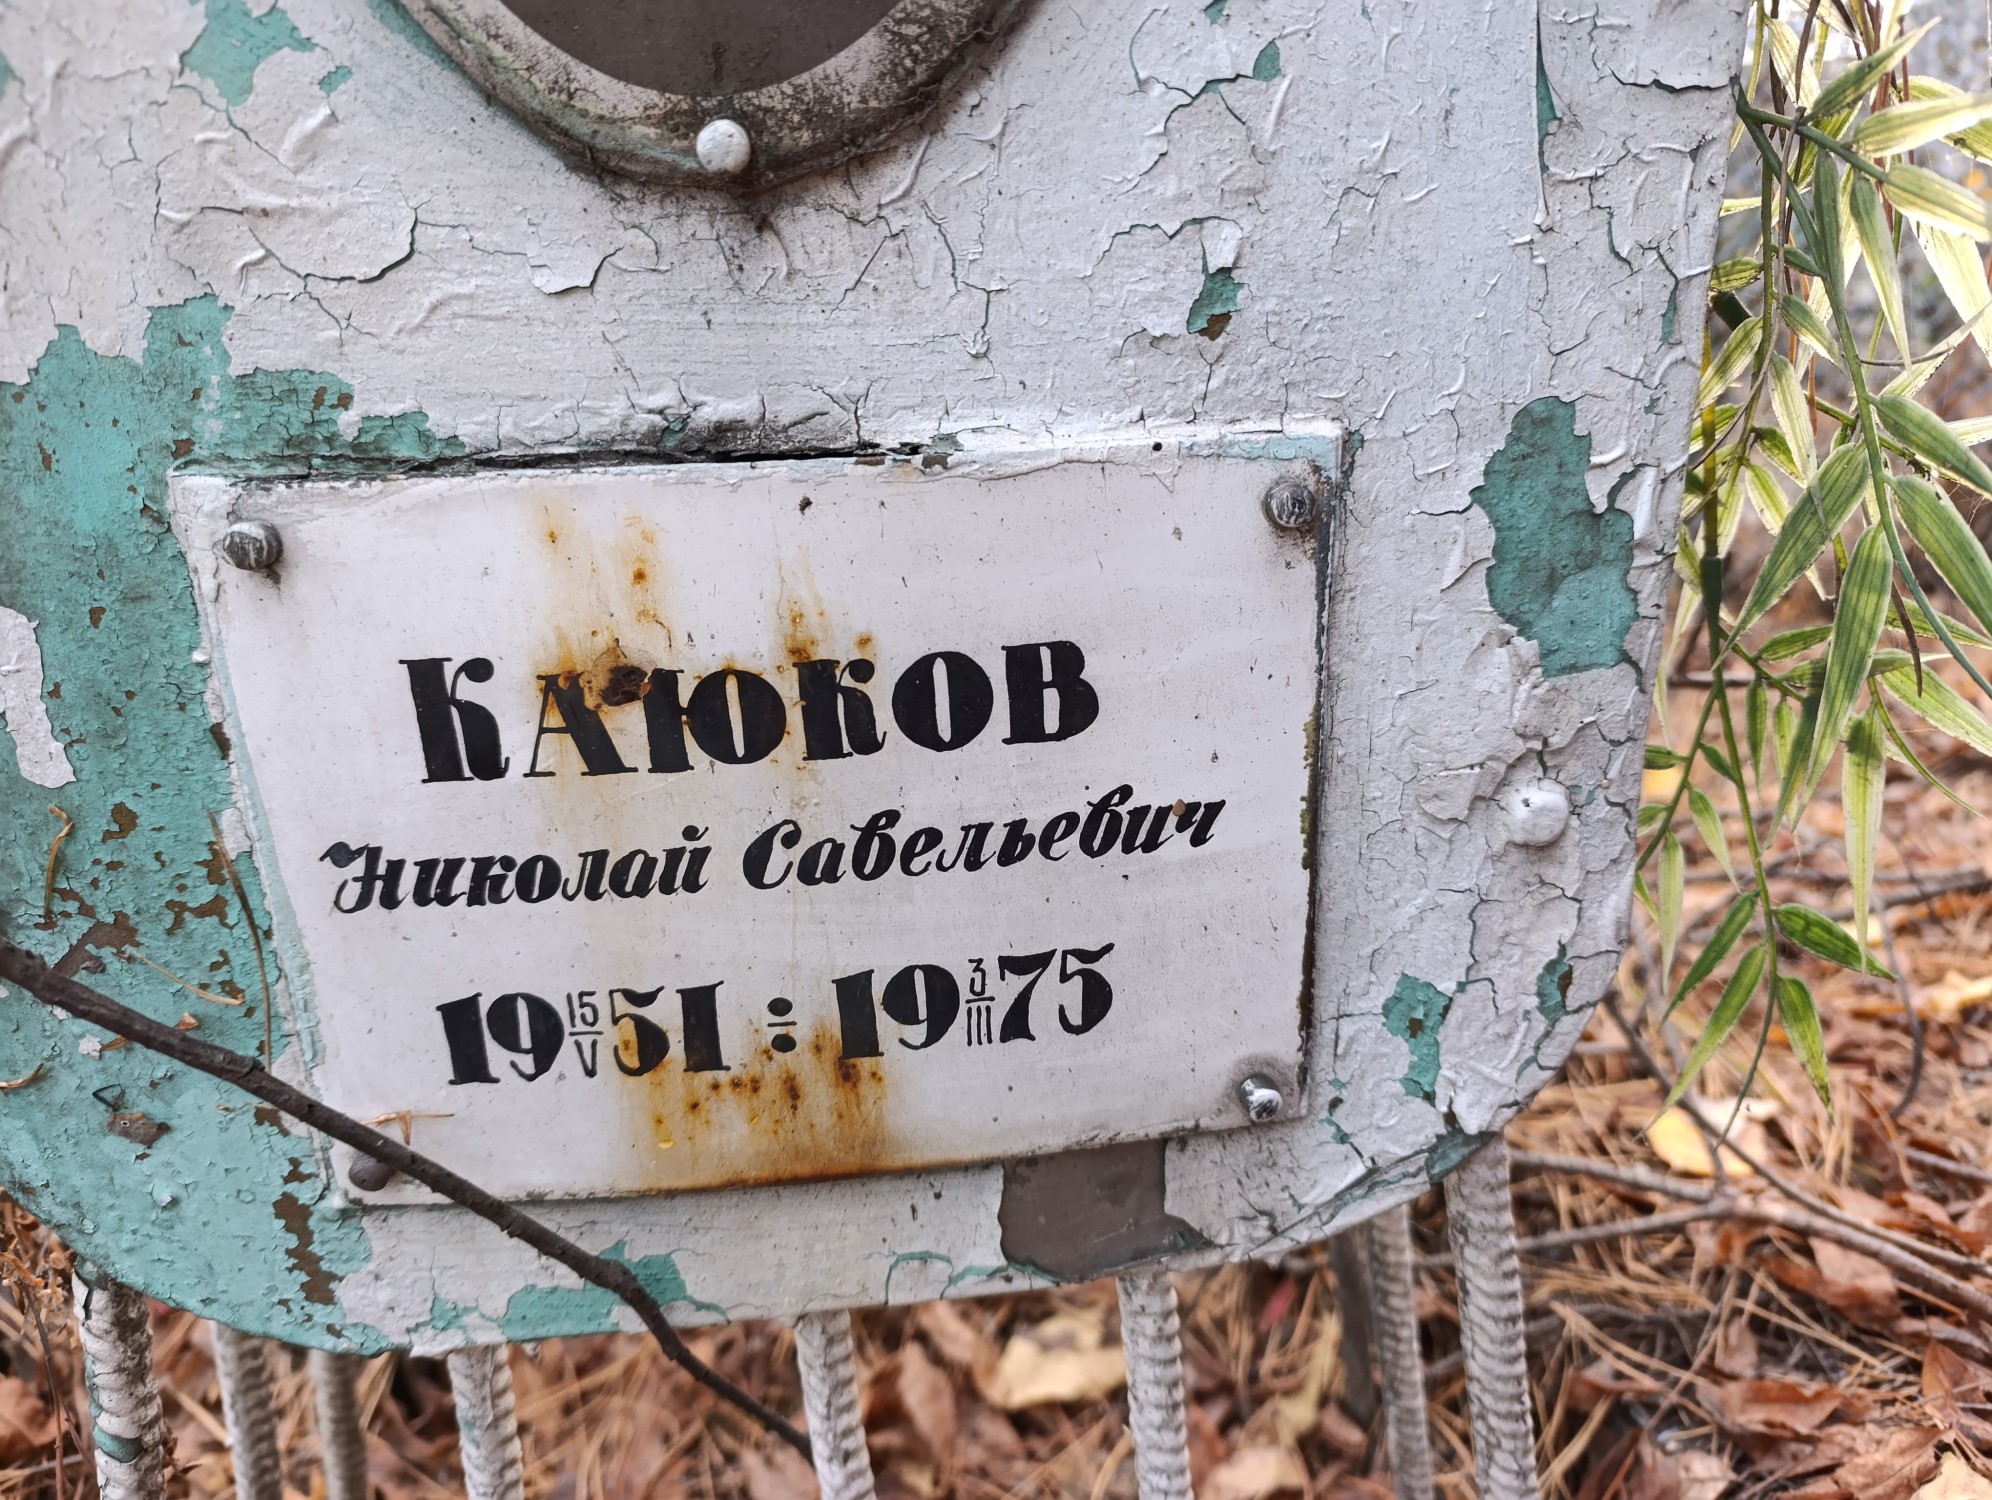 КАЮКОВ
Николай Савельевич
19 15/V 51 ÷ 19 3/III 75